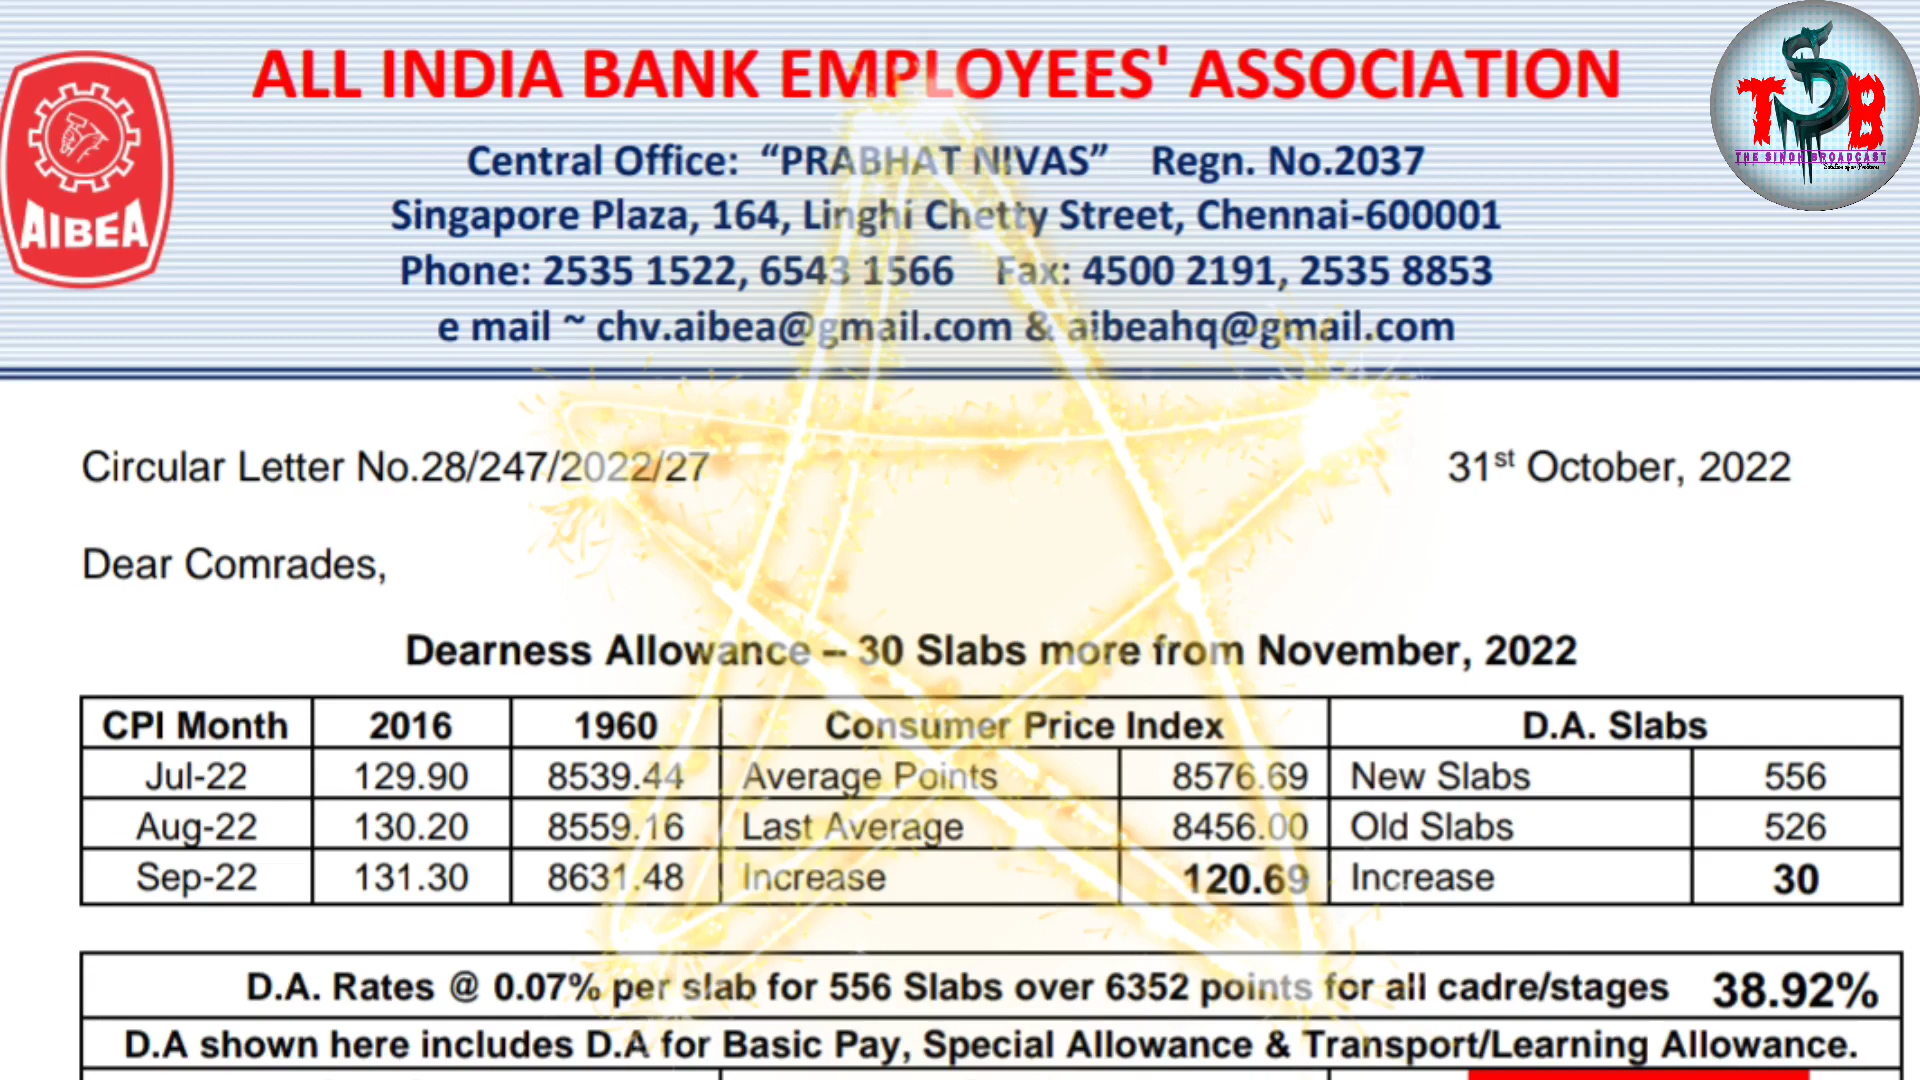 ALL INDIA BANK EMPLOYEES' ASSOCIATION
Central Office: “PRABHAT NIVAS” Regn. No.2037
Singapore Plaza, 164, Linghi Chetty Street, Chennai-600001
Phone: 2535 1522, 6543 1566 Fax: 4500 2191, 2535 8853
e mail ~ chv.aibea@gmail.com & aibeahq@gmail.com
AIBEA
TSB
THE SINGH BROADCAST
Circular Letter No.28/247/2022/27 31st October, 2022
Dear Comrades,
Dearness Allowance – 30 Slabs more from November, 2022
CPI Month 2016 1960 Consumer Price Index D.A. Slabs
Jul-22 129.90 8539.44 Average Points 8576.69 New Slabs 556
Aug-22 130.20 8559.16 Last Average 8456.00 Old Slabs 526
Sep-22 131.30 8631.48 Increase 120.69 Increase 30
D.A. Rates @ 0.07% per slab for 556 Slabs over 6352 points for all cadre/stages 38.92%
D.A shown here includes D.A for Basic Pay, Special Allowance & Transport/Learning Allowance.